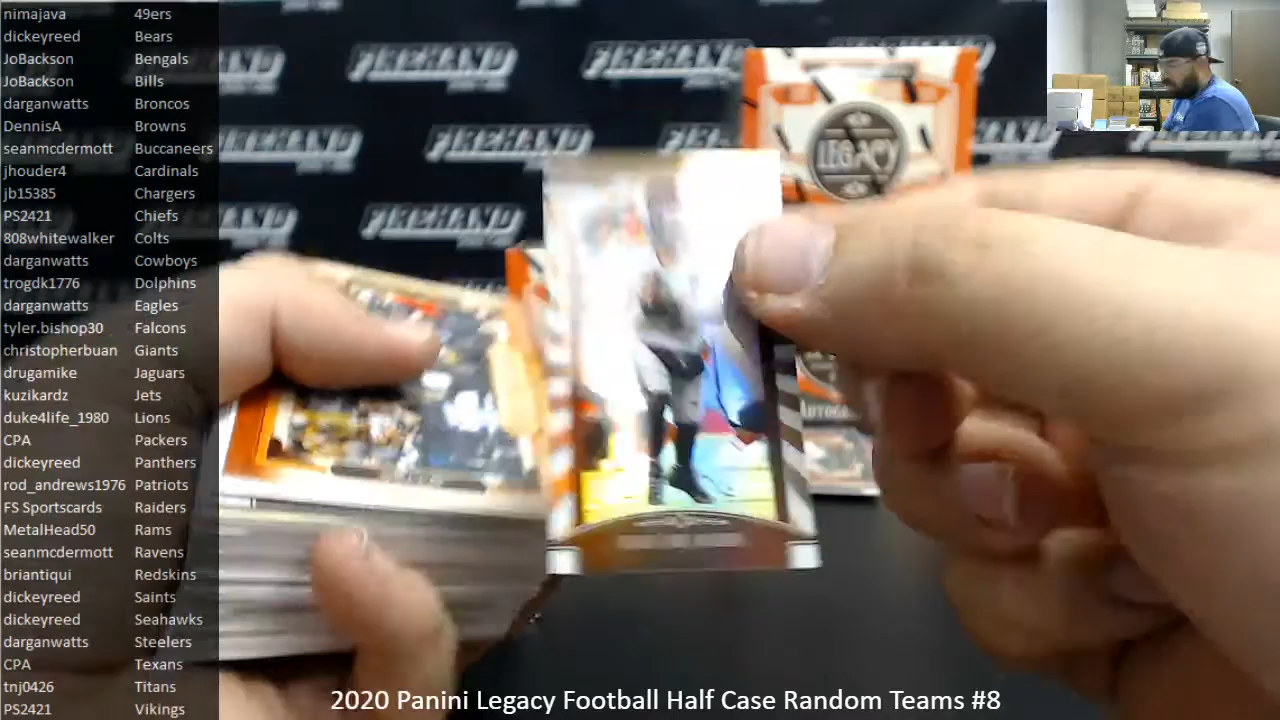 nimajava 49ers
dickeyreed Bears
JoBackson Bengals
JoBackson Bills
darganwatts Broncos
DennisA Browns
seanmcdermott Buccaneers
jhouder4 Cardinals
jb15385 Chargers
PS2421 Chiefs
808whitewalker Colts
darganwatts Cowboys
trogdk1776 Dolphins
darganwatts Eagles
tyler.bishop30 Falcons
christopherbuan Giants
drugamike Jaguars
kuzikardz Jets
duke4life_1980 Lions
CPA Packers
dickeyreed Panthers
rod_andrews1976 Patriots
FS Sportscards Raiders
MetalHead50 Rams
seanmcdermott Ravens
briantiqui Redskins
dickeyreed Saints
dickeyreed Seahawks
darganwatts Steelers
CPA Texans
tnj0426 Titans
PS2421 Vikings
FIREHAND FIREHAND FIREHAND
LEGACY
FIREHAND
FIREHAND
2020 Panini Legacy Football Half Case Random Teams #8